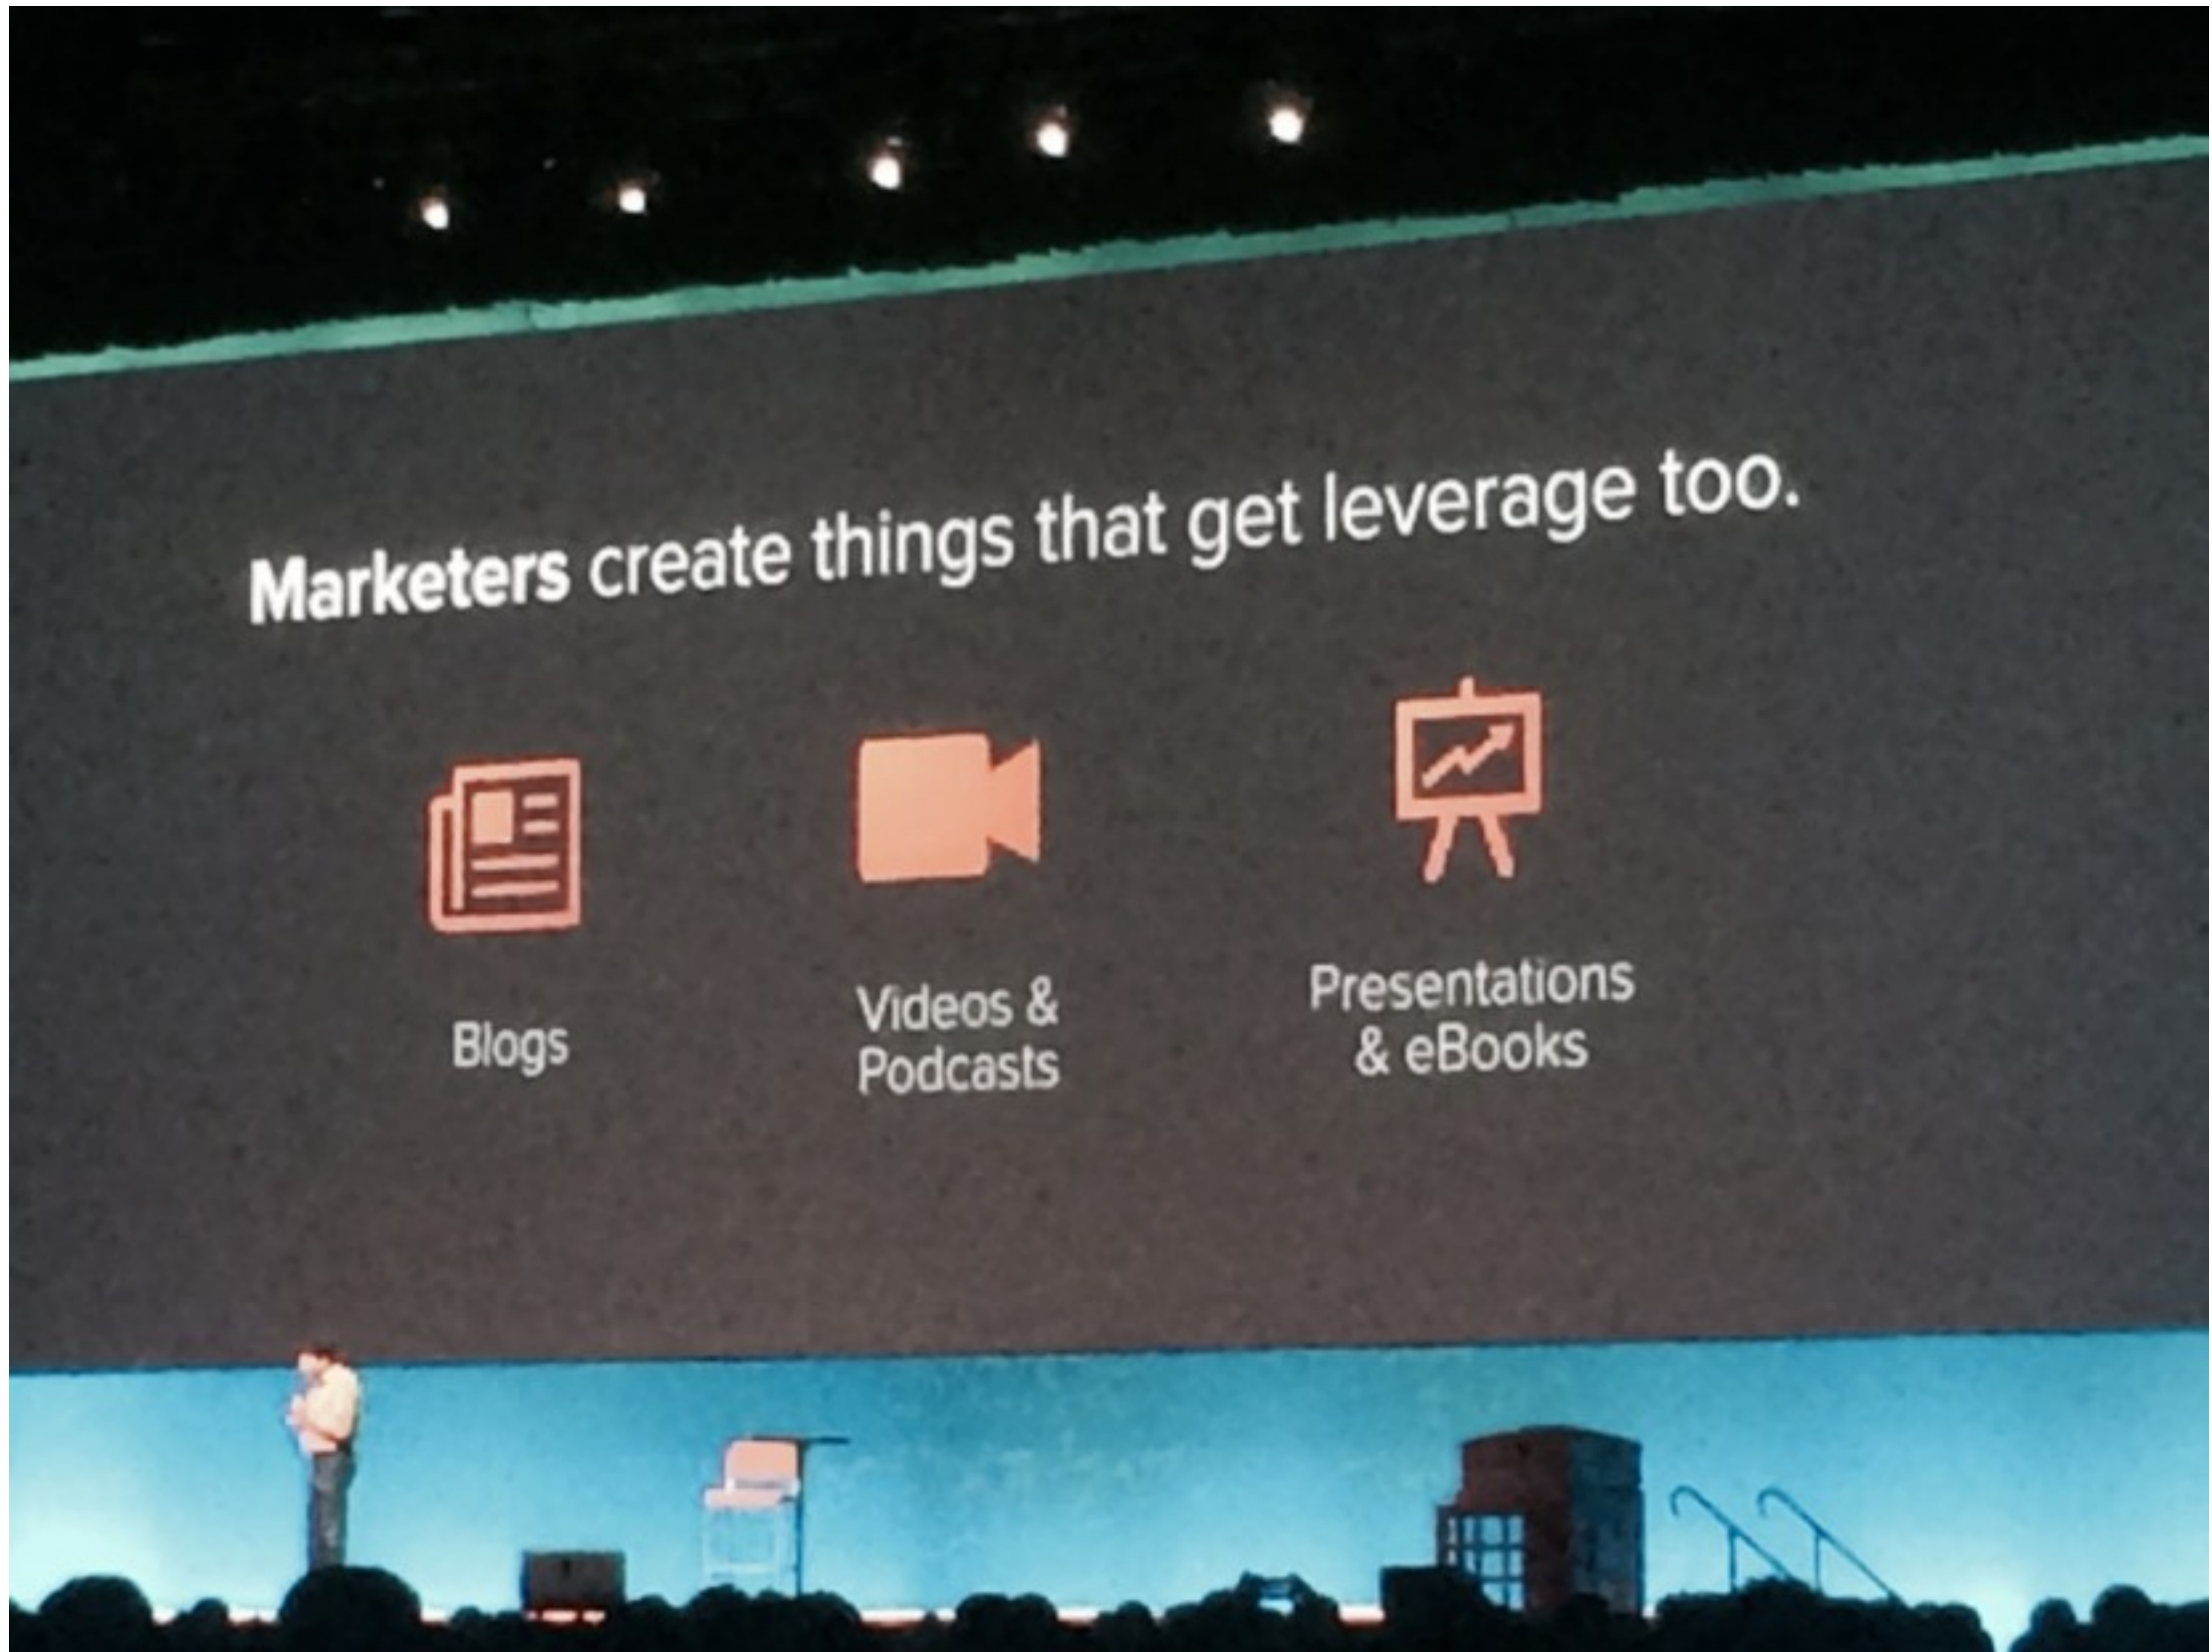 Marketers create things that get leverage too.
Blogs
Videos &
Podcasts
Presentations
& eBooks